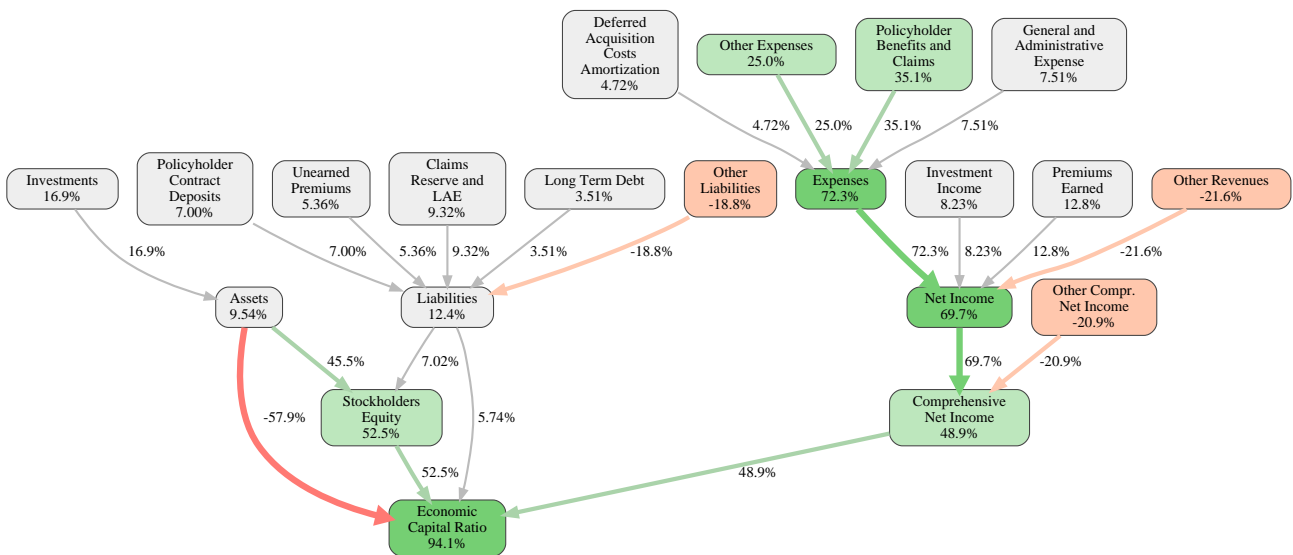 Deferred
Acquisition
Costs
Amortization
4.72%
Other Expenses
25.0%
Policyholder
Benefits and
Claims
35.1%
General and
Administrative
Expense
7.51%
4.72%
25.0%
35.1%
7.51%
Investments
16.9%
Policyholder
Contract
Deposits
7.00%
Unearned
Premiums
5.36%
Claims
Reserve and
LAE
9.32%
Long Term Debt
3.51%
Other
Liabilities
-18.8%
Expenses
72.3%
Investment
Income
8.23%
Premiums
Earned
12.8%
Other Revenues
-21.6%
16.9%
7.00%
5.36%
9.32%
3.51%
-18.8%
72.3%
8.23%
12.8%
-21.6%
Assets
9.54%
Liabilities
12.4%
Net Income
69.7%
Other Compr.
Net Income
-20.9%
45.5%
7.02%
69.7%
-20.9%
-57.9%
Stockholders
Equity
52.5%
5.74%
Comprehensive
Net Income
48.9%
52.5%
48.9%
Economic
Capital Ratio
94.1%